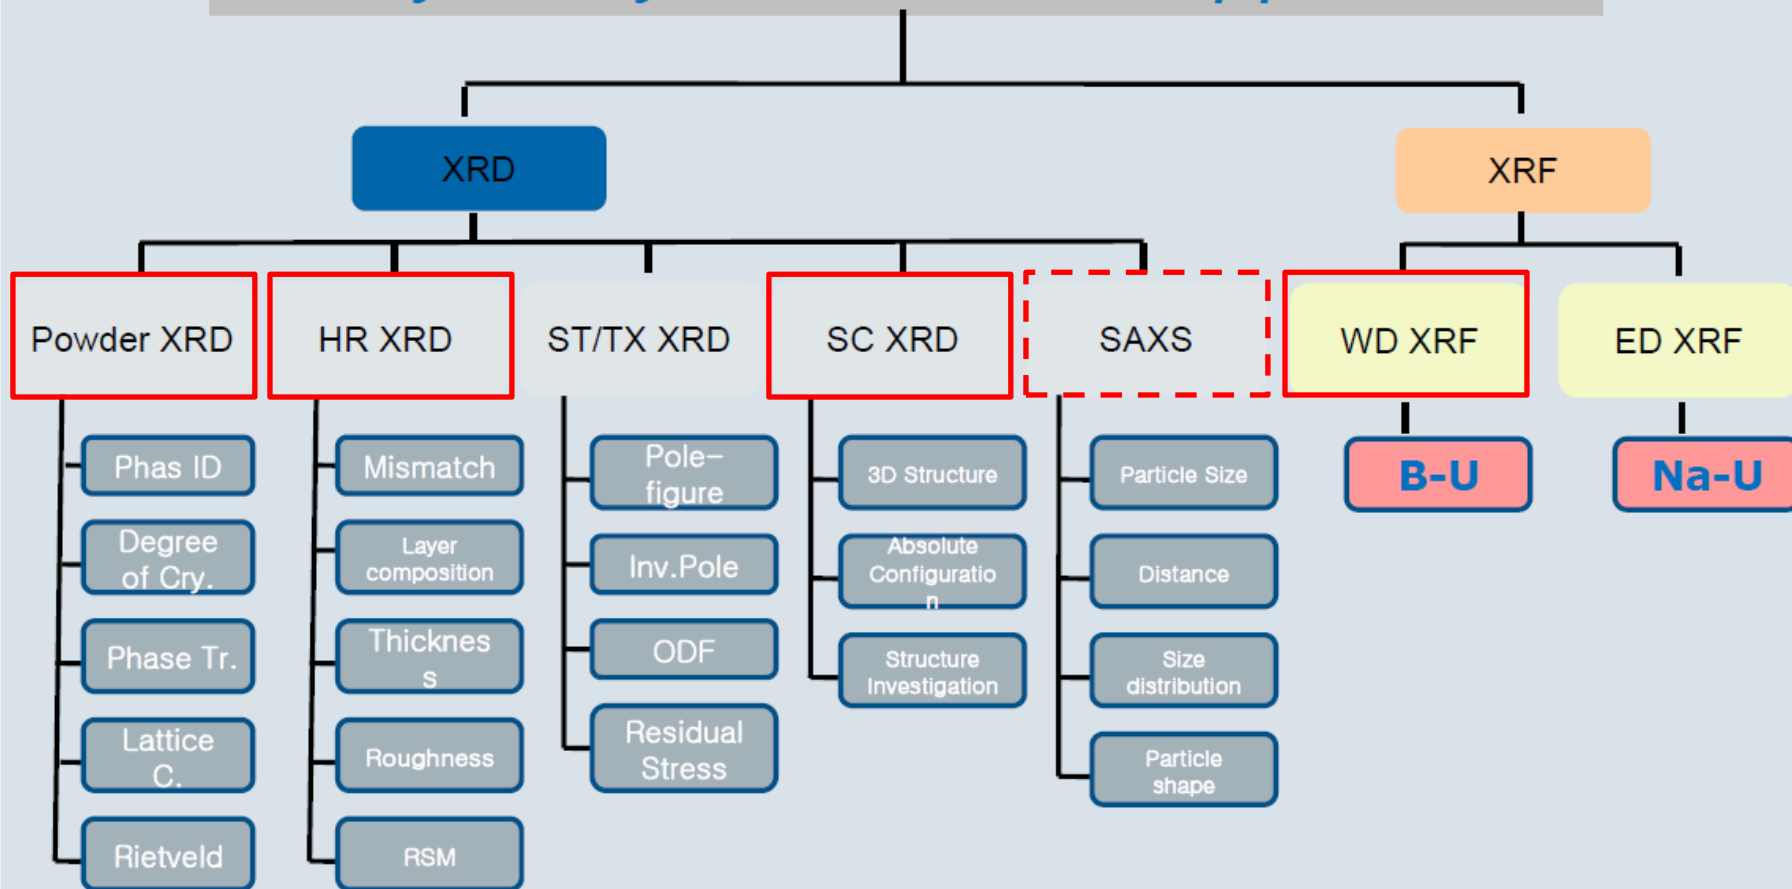 XRD
XRF
Powder XRD
HR XRD
ST/TX XRD
SC XRD
SAXS
WD XRF
ED XRF
Phas ID
Degree
of Cry.
Phase Tr.
Lattice
C.
Rietveld
Mismatch
Layer
composition
Thicknes
s
Roughness
RSM
Pole-
figure
Inv.Pole
ODF
Residual
Stress
3D Structure
Absolute
Configuratio
n
Structure
Investigation
Particle Size
Distance
Size
distribution
Particle
shape
B-U
Na-U